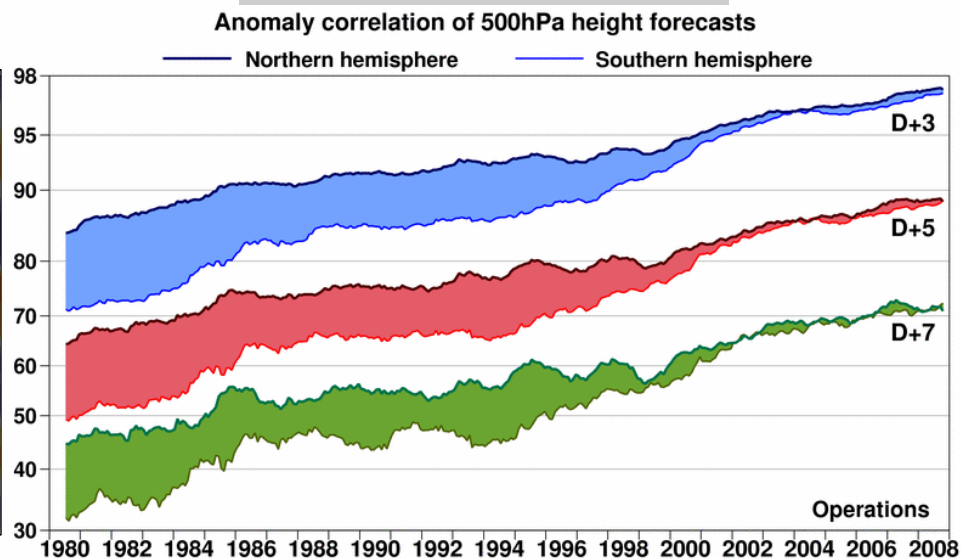 Anomaly correlation of 500hPa height forecasts
Northern hemisphere Southern hemisphere
98
95
90
80
70
60
50
40
30
D+3
D+5
D+7
Operations
1980 1982 1984 1986 1988 1990 1992 1994 1996 1998 2000 2002 2004 2006 2008